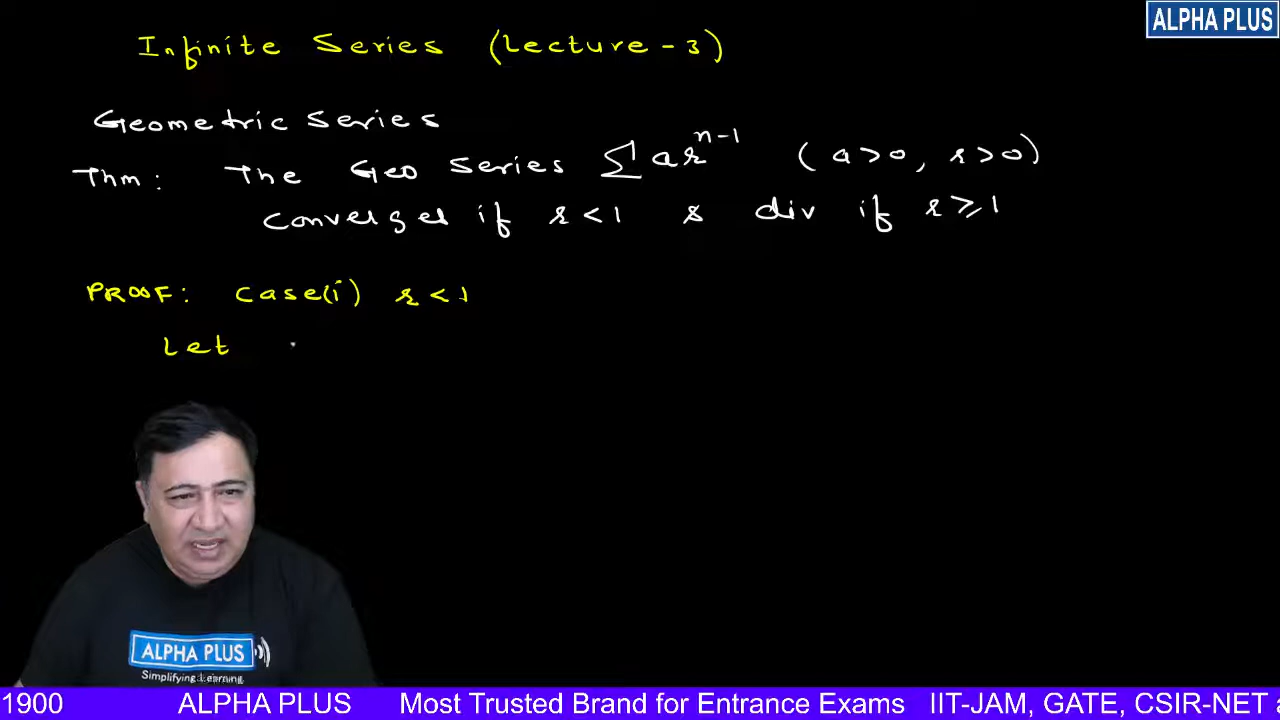 ALPHA PLUS
Infinite Series (Lecture - 3)
Geometric Series
Thm: The Geo Series ∑ar^{n-1} (a>0, r>0)
Converges if r<1 & div if r⩾1
PROOF: Case(i) r<1
Let
ALPHA PLUS
Simplifying Learning
1900 ALPHA PLUS Most Trusted Brand for Entrance Exams IIT-JAM, GATE, CSIR-NET a